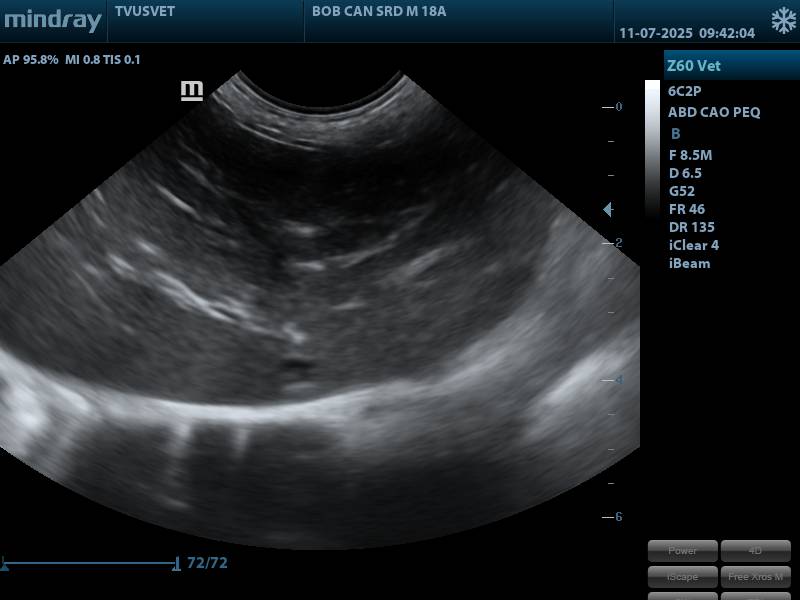 mindray
TVUSVET
BOB CAN SRD M 18A
11-07-2025 09:42:04
AP 95.8% MI 0.8 TIS 0.1
m
Z60 Vet
6C2P
ABD CAO PEQ
B
F 8.5M
D 6.5
G52
FR 46
DR 135
iClear 4
iBeam
0
2
4
6
72/72
Power
4D
iScape
Free Xros M